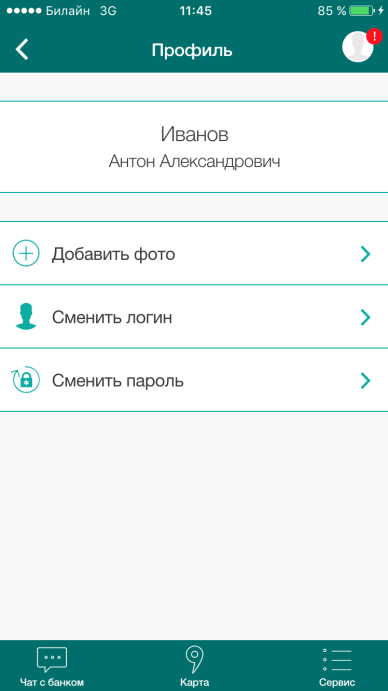 Билайн 3G 11:45 85 %
Профиль
!
Иванов
Антон Александрович
Добавить фото
Сменить логин
Сменить пароль
Чат с банком Карта Сервис